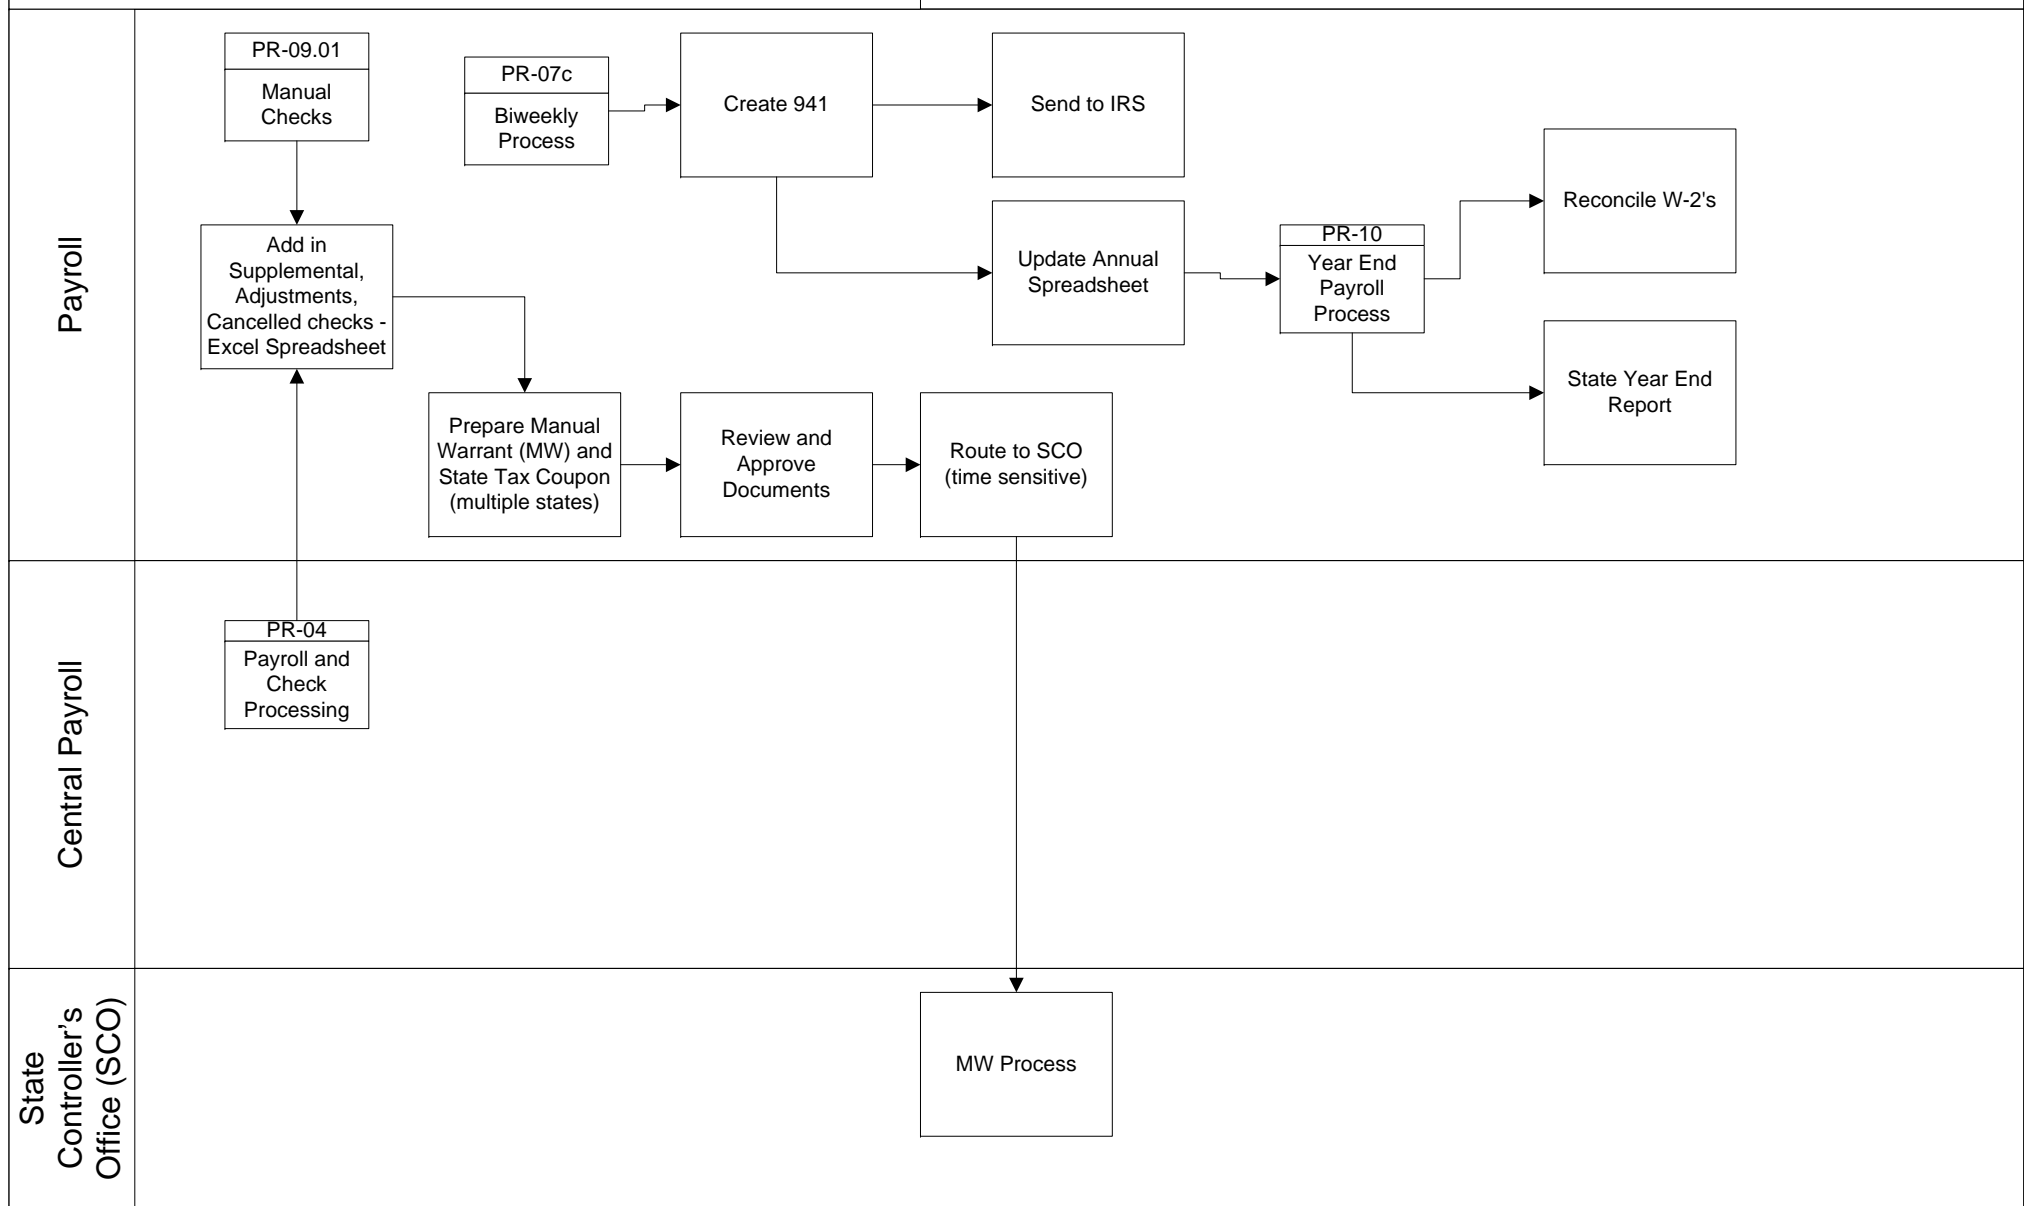 Payroll
PR-09.01
Manual
Checks
PR-07c
Biweekly
Process
Create 941
Send to IRS
Reconcile W-2's
Add in
Supplemental,
Adjustments,
Cancelled checks -
Excel Spreadsheet
Update Annual
Spreadsheet
PR-10
Year End
Payroll
Process
State Year End
Report
Prepare Manual
Warrant (MW) and
State Tax Coupon
(multiple states)
Review and
Approve
Documents
Route to SCO
(time sensitive)
Central Payroll
PR-04
Payroll and
Check
Processing
State
Controller’s
Office (SCO)
MW Process